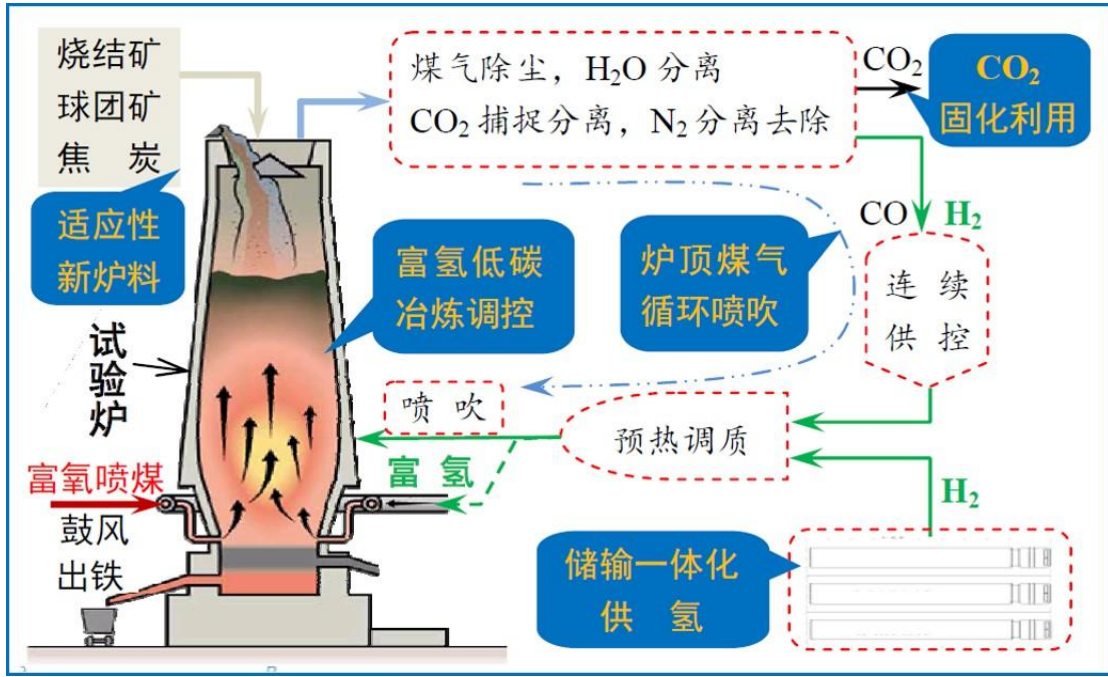 烧结矿
球团矿
焦 炭
适应性
新炉料
试验炉
富氧喷煤
鼓风
出铁
煤气除尘，H₂O 分离
CO₂ 捕捉分离，N₂ 分离去除
CO₂
CO₂
固化利用
CO
H₂
连 续
供 控
富氢低碳
冶炼调控
炉顶煤气
循环喷吹
喷 吹
富 氢
预热调质
H₂
储输一体化
供 氢